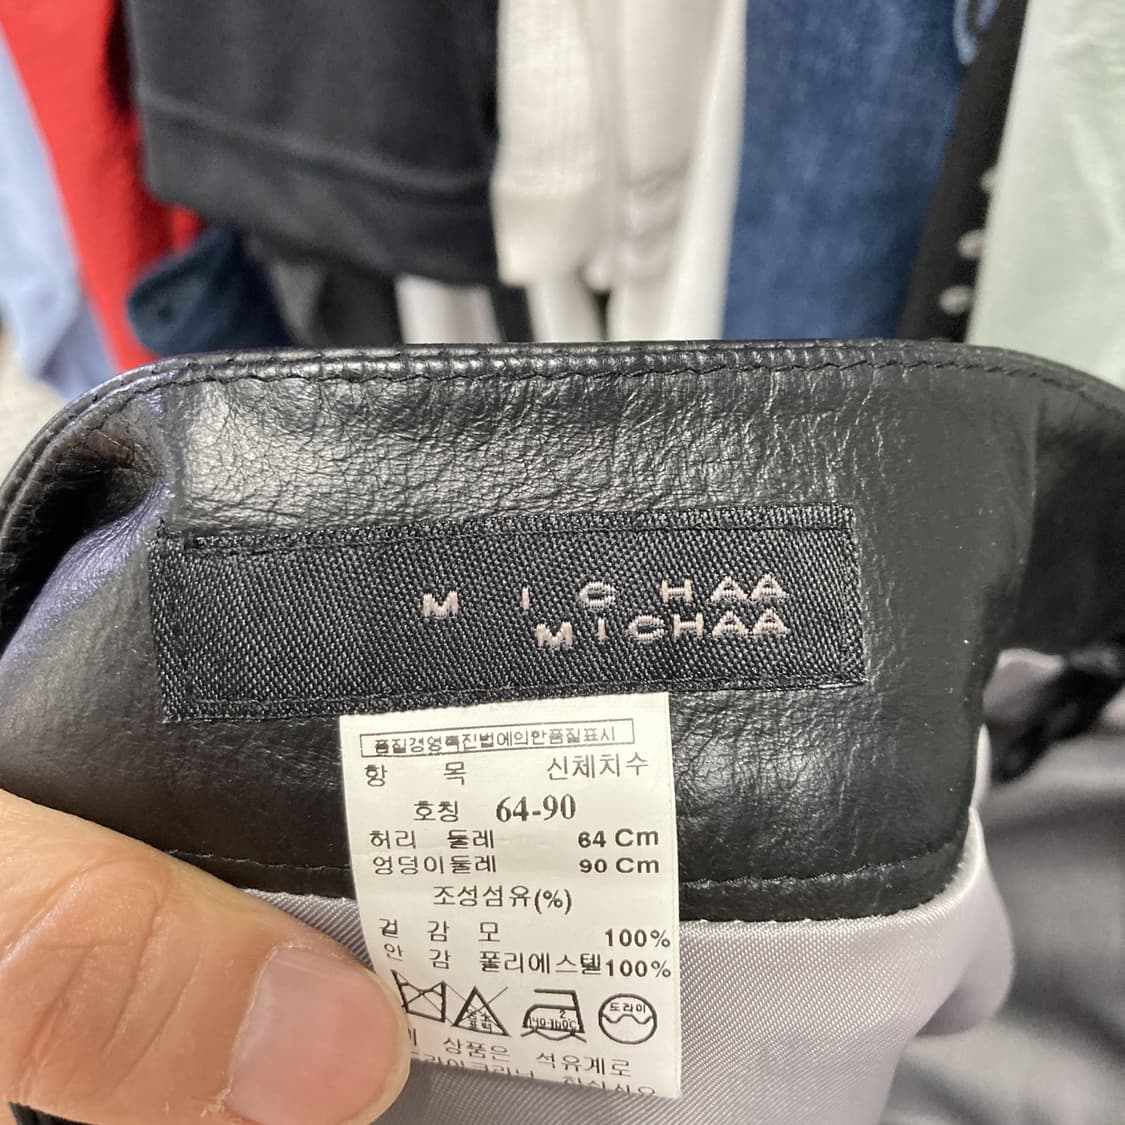 M I C HAA
MICHAA
품질경영촉진법에의한품질표시
항 목 신체치수
호칭 64-90
허리 둘레 64 Cm
엉덩이둘레 90 Cm
조성섬유(%)
겉 감 모 100%
안 감 폴리에스텔100%
드라이
상품은 석유계로